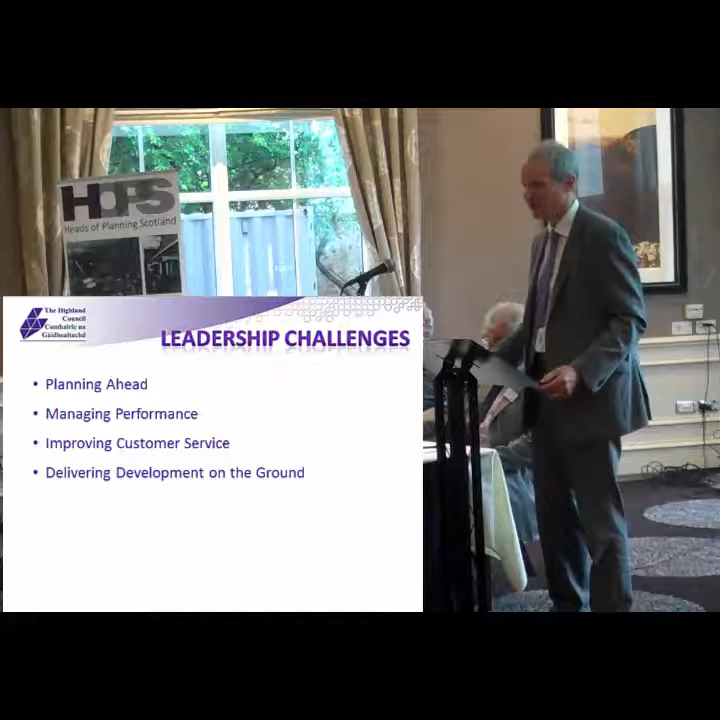 HOPS
Heads of Planning Scotland
The Highland
Council
Comhairle na
Gàidhealtachd
LEADERSHIP CHALLENGES
• Planning Ahead
• Managing Performance
• Improving Customer Service
• Delivering Development on the Ground